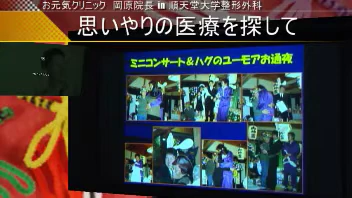 お元気クリニック 岡原院長 in 順天堂大学整形外科
思いやりの医療を探して
ミニコンサート＆ハグのユーモアお通夜